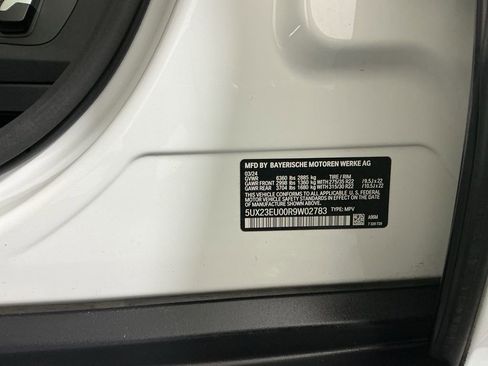 MFD BY BAYERISCHE MOTOREN WERKE AG
03/24
GVWR 6360 lbs 2885 kg TIRE / RIM
GAWR FRONT 2998 lbs 1360 kg WITH 275/35 R22 / 9.5J x 22
GAWR REAR 3704 lbs 1680 kg WITH 315/30 R22 / 10.5J x 22
THIS VEHICLE CONFORMS TO ALL APPLICABLE U.S. FEDERAL
MOTOR VEHICLE SAFETY STANDARDS IN EFFECT ON THE
DATE OF MANUFACTURE SHOWN ABOVE.
5UX23EU00R9W02783 TYPE: MPV